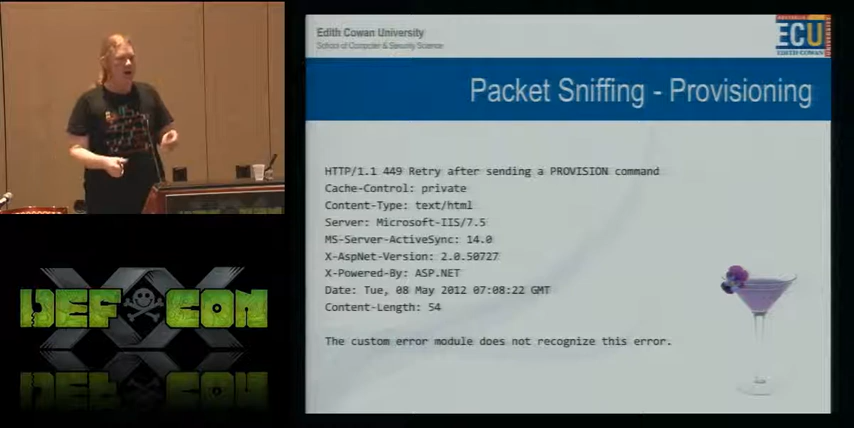 Edith Cowan University
School of Computer & Security Science
ECU
EDITH COWAN
Packet Sniffing - Provisioning
HTTP/1.1 449 Retry after sending a PROVISION command
Cache-Control: private
Content-Type: text/html
Server: Microsoft-IIS/7.5
MS-Server-ActiveSync: 14.0
X-AspNet-Version: 2.0.50727
X-Powered-By: ASP.NET
Date: Tue, 08 May 2012 07:08:22 GMT
Content-Length: 54
The custom error module does not recognize this error.
DEF CON
XX